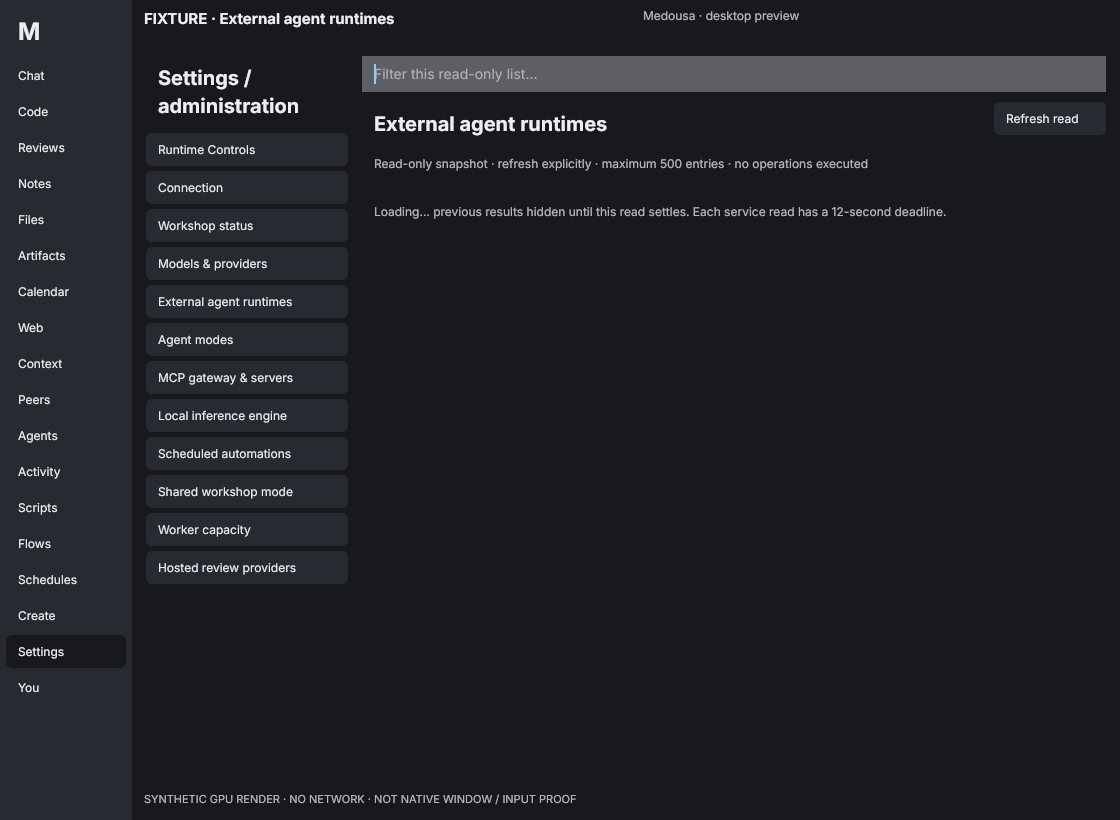 M
FIXTURE · External agent runtimes
Medousa · desktop preview
Chat
Code
Reviews
Notes
Files
Artifacts
Calendar
Web
Context
Peers
Agents
Activity
Scripts
Flows
Schedules
Create
Settings
You
Settings /
administration
Runtime Controls
Connection
Workshop status
Models & providers
External agent runtimes
Agent modes
MCP gateway & servers
Local inference engine
Scheduled automations
Shared workshop mode
Worker capacity
Hosted review providers
Filter this read-only list...
External agent runtimes
Refresh read
Read-only snapshot · refresh explicitly · maximum 500 entries · no operations executed
Loading... previous results hidden until this read settles. Each service read has a 12-second deadline.
SYNTHETIC GPU RENDER · NO NETWORK · NOT NATIVE WINDOW / INPUT PROOF